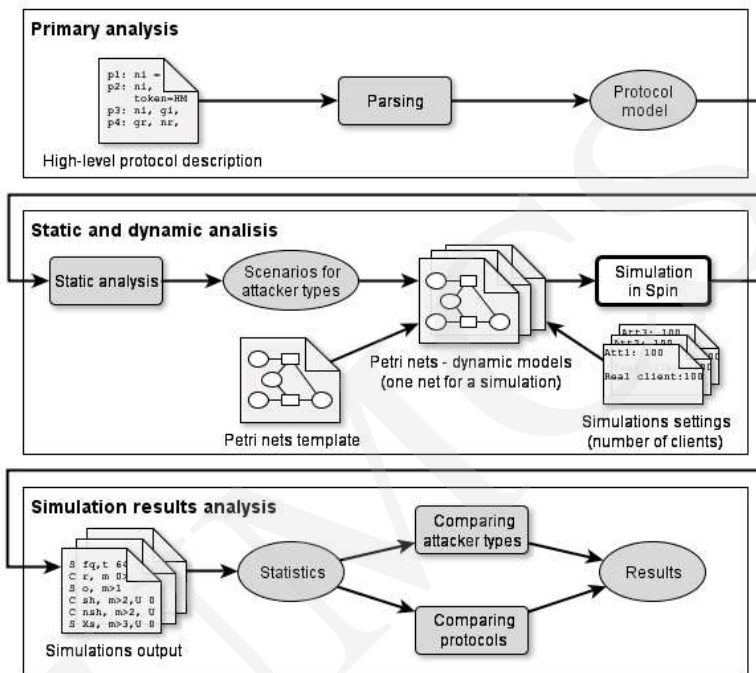 Primary analysis
p1: ni =
p2: ni,
token=HM
p3: ni, gi,
p4: gr, nr,
High-level protocol description
Parsing
Protocol
model
Static and dynamic analisis
Static analysis
Scenarios for
attacker types
Petri nets template
Petri nets - dynamic models
(one net for a simulation)
Simulation
in Spin
Att3: 100
Att1: 100
Real client:100
Simulations settings
(number of clients)
Simulation results analysis
S fq,t 64
C r, m 0>
S o, m>1
C sh, m>2,U 0
C nsh, m>2, U
S Xs, m>3,U 0
Simulations output
Statistics
Comparing
attacker types
Comparing
protocols
Results